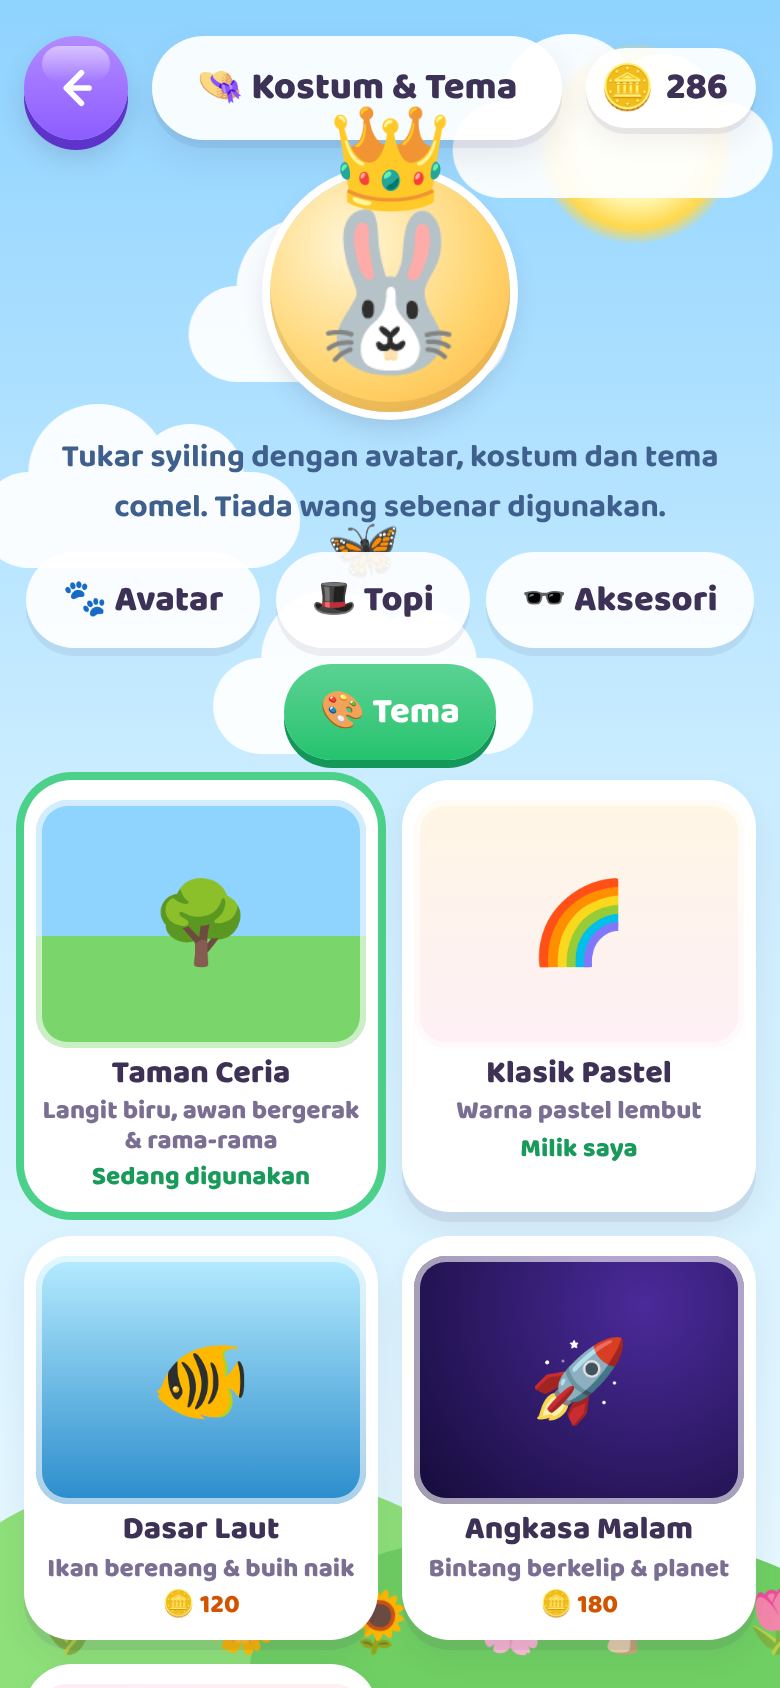 Kostum & Tema
286
Tukar syiling dengan avatar, kostum dan tema
comel. Tiada wang sebenar digunakan.
Avatar
Topi
Aksesori
Tema
Taman Ceria
Langit biru, awan bergerak
& rama-rama
Sedang digunakan
Klasik Pastel
Warna pastel lembut
Milik saya
Dasar Laut
Ikan berenang & buih naik
120
Angkasa Malam
Bintang berkelip & planet
180